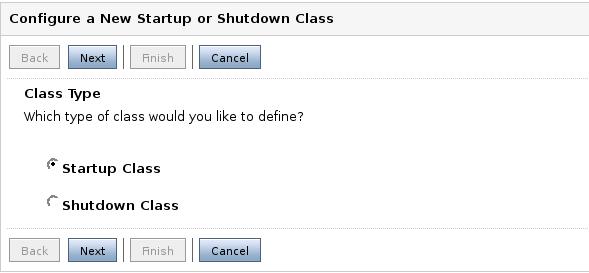 Configure a New Startup or Shutdown Class
Back Next Finish Cancel
Class Type
Which type of class would you like to define?
Startup Class
Shutdown Class
Back Next Finish Cancel